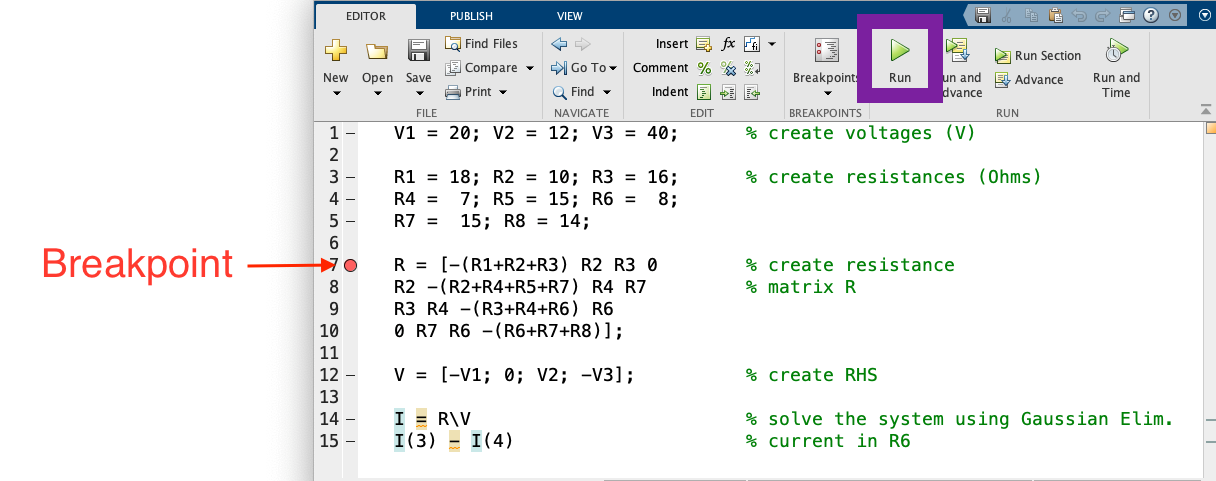 EDITOR PUBLISH VIEW
Find Files Insert fx
New Open Save Compare Go To Comment % Breakpoints Run Run Section Run and
Print Find Indent Advance Time
FILE NAVIGATE EDIT BREAKPOINTS RUN
1 – V1 = 20; V2 = 12; V3 = 40; % create voltages (V)
2
3 – R1 = 18; R2 = 10; R3 = 16; % create resistances (Ohms)
4 – R4 =  7; R5 = 15; R6 =  8;
5 – R7 =  15; R8 = 14;
6
Breakpoint 7 R = [-(R1+R2+R3) R2 R3 0 % create resistance
8 R2 -(R2+R4+R5+R7) R4 R7 % matrix R
9 R3 R4 -(R3+R4+R6) R6
10 0 R7 R6 -(R6+R7+R8)];
11
12 – V = [-V1; 0; V2; -V3]; % create RHS
13
14 – I = R\V % solve the system using Gaussian Elim.
15 – I(3) - I(4) % current in R6